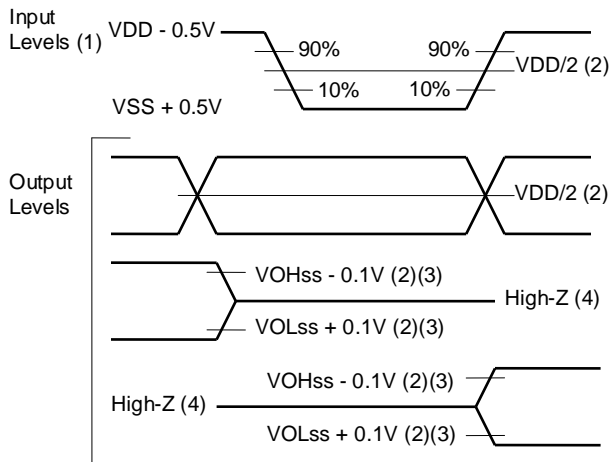 Input
Levels (1) VDD - 0.5V
90% 90%
VDD/2 (2)
10% 10%
VSS + 0.5V
Output
Levels
VDD/2 (2)
VOHss - 0.1V (2)(3)
High-Z (4)
VOLss + 0.1V (2)(3)
VOHss - 0.1V (2)(3)
High-Z (4)
VOLss + 0.1V (2)(3)